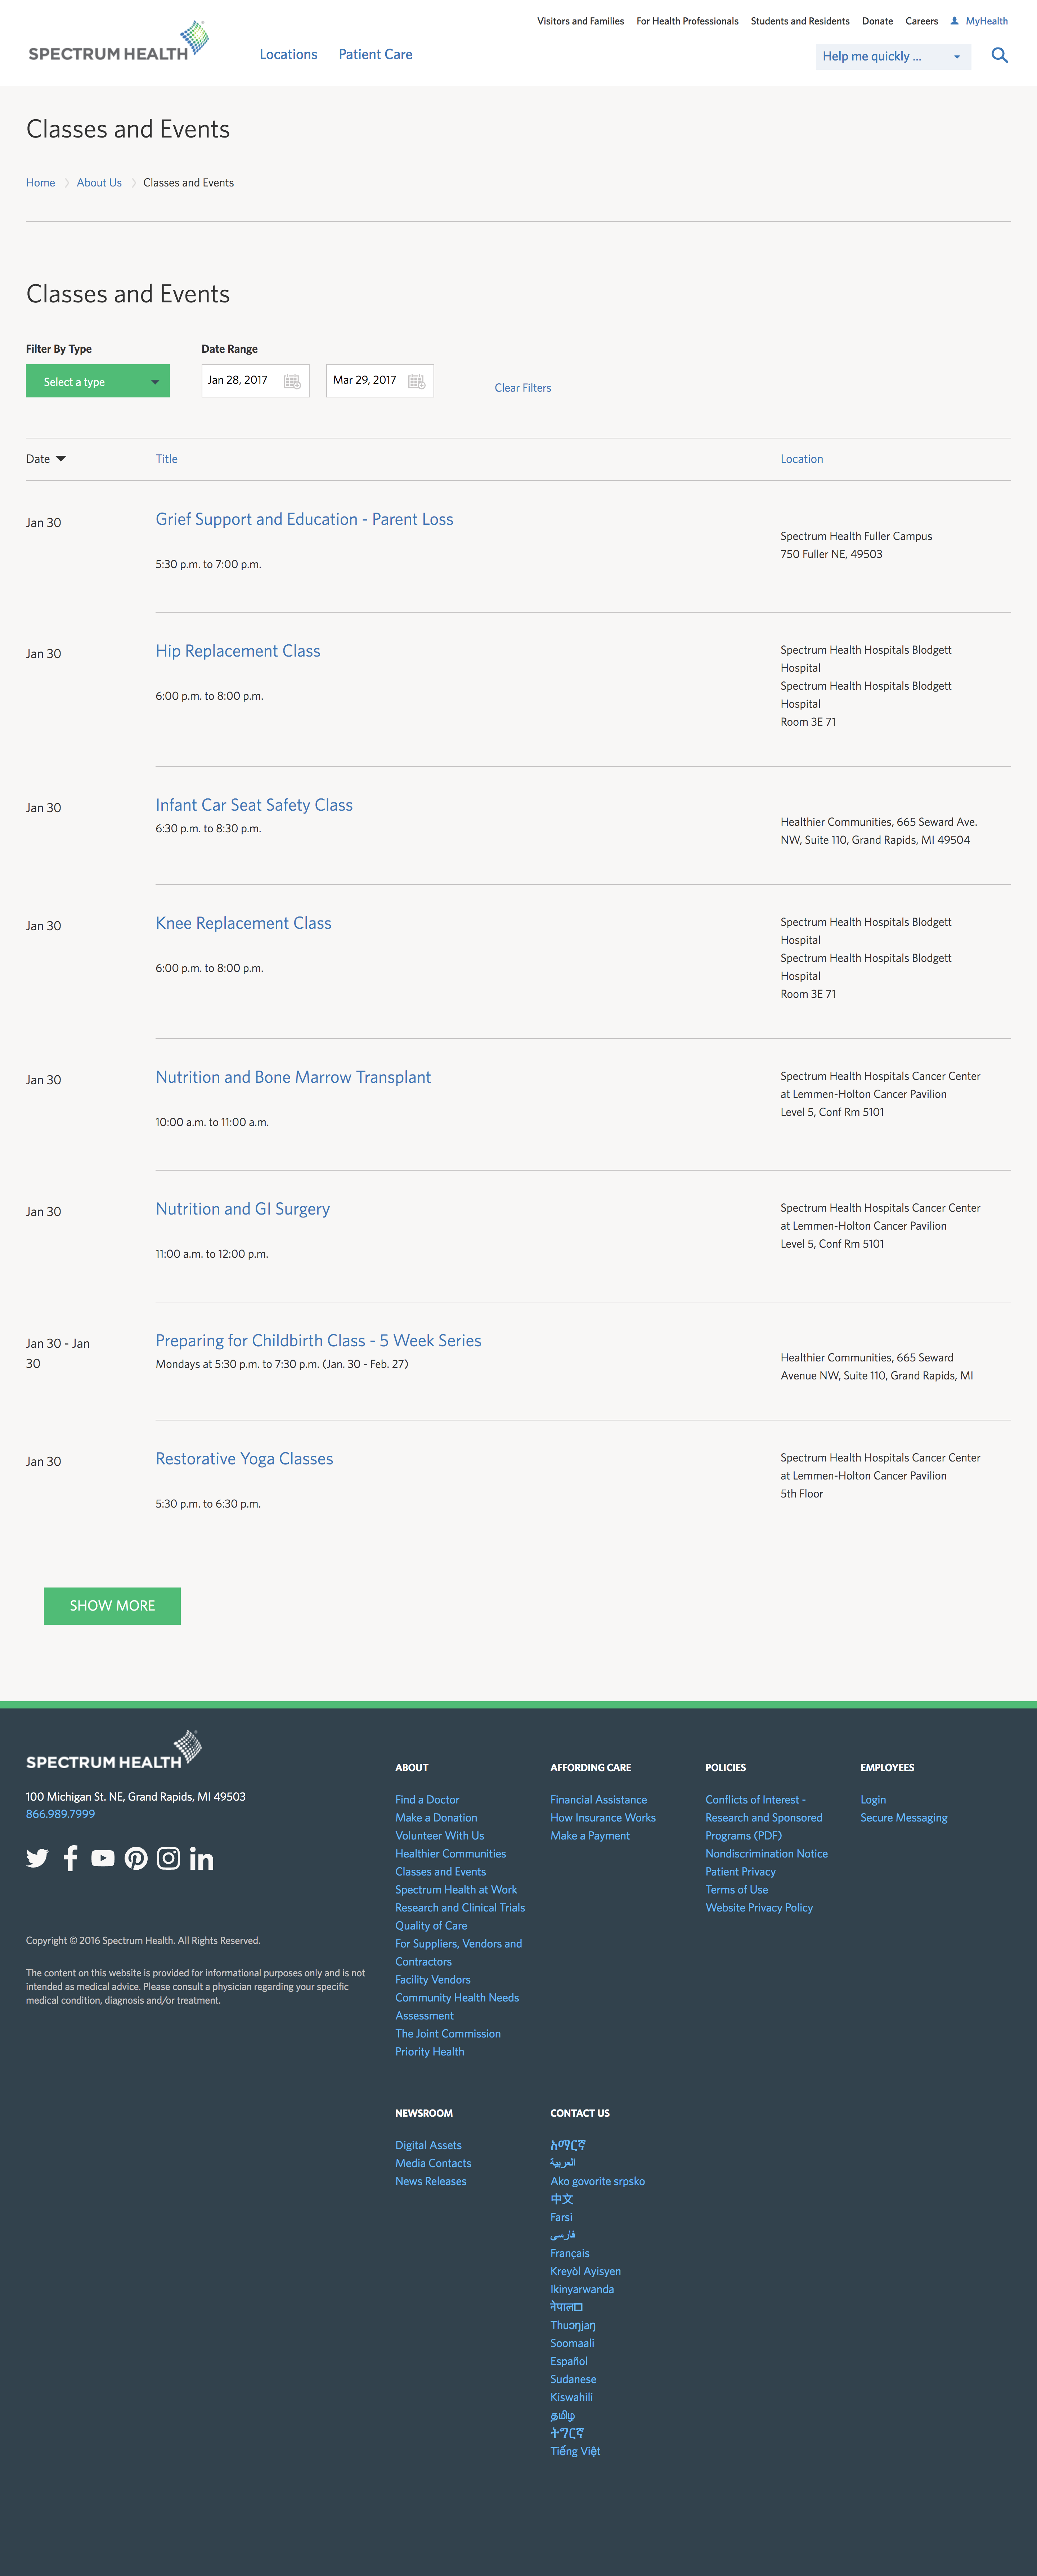 Visitors and Families For Health Professionals Students and Residents Donate Careers MyHealth
SPECTRUM HEALTH
Locations Patient Care
Help me quickly ...
Classes and Events
Home About Us Classes and Events
Classes and Events
Filter By Type Date Range
Select a type Jan 28, 2017 Mar 29, 2017 Clear Filters
Date Title Location
Jan 30
Grief Support and Education - Parent Loss
5:30 p.m. to 7:00 p.m.
Spectrum Health Fuller Campus
750 Fuller NE, 49503
Jan 30
Hip Replacement Class
6:00 p.m. to 8:00 p.m.
Spectrum Health Hospitals Blodgett
Hospital
Spectrum Health Hospitals Blodgett
Hospital
Room 3E 71
Jan 30
Infant Car Seat Safety Class
6:30 p.m. to 8:30 p.m.
Healthier Communities, 665 Seward Ave.
NW, Suite 110, Grand Rapids, MI 49504
Jan 30
Knee Replacement Class
6:00 p.m. to 8:00 p.m.
Spectrum Health Hospitals Blodgett
Hospital
Spectrum Health Hospitals Blodgett
Hospital
Room 3E 71
Jan 30
Nutrition and Bone Marrow Transplant
10:00 a.m. to 11:00 a.m.
Spectrum Health Hospitals Cancer Center
at Lemmen-Holton Cancer Pavilion
Level 5, Conf Rm 5101
Jan 30
Nutrition and GI Surgery
11:00 a.m. to 12:00 p.m.
Spectrum Health Hospitals Cancer Center
at Lemmen-Holton Cancer Pavilion
Level 5, Conf Rm 5101
Jan 30 - Jan
30
Preparing for Childbirth Class - 5 Week Series
Mondays at 5:30 p.m. to 7:30 p.m. (Jan. 30 - Feb. 27)
Healthier Communities, 665 Seward
Avenue NW, Suite 110, Grand Rapids, MI
Jan 30
Restorative Yoga Classes
5:30 p.m. to 6:30 p.m.
Spectrum Health Hospitals Cancer Center
at Lemmen-Holton Cancer Pavilion
5th Floor
SHOW MORE
SPECTRUM HEALTH
100 Michigan St. NE, Grand Rapids, MI 49503
866.989.7999
Copyright © 2016 Spectrum Health. All Rights Reserved.
The content on this website is provided for informational purposes only and is not
intended as medical advice. Please consult a physician regarding your specific
medical condition, diagnosis and/or treatment.
ABOUT
Find a Doctor
Make a Donation
Volunteer With Us
Healthier Communities
Classes and Events
Spectrum Health at Work
Research and Clinical Trials
Quality of Care
For Suppliers, Vendors and
Contractors
Facility Vendors
Community Health Needs
Assessment
The Joint Commission
Priority Health
AFFORDING CARE
Financial Assistance
How Insurance Works
Make a Payment
POLICIES
Conflicts of Interest -
Research and Sponsored
Programs (PDF)
Nondiscrimination Notice
Patient Privacy
Terms of Use
Website Privacy Policy
EMPLOYEES
Login
Secure Messaging
NEWSROOM
Digital Assets
Media Contacts
News Releases
CONTACT US
አማርኛ
العربية
Ako govorite srpsko
中文
Farsi
فارسی
Français
Kreyòl Ayisyen
Ikinyarwanda
नेपाल□
Thuɔŋjaŋ
Soomaali
Español
Sudanese
Kiswahili
தமிழ்
ትግርኛ
Tiếng Việt